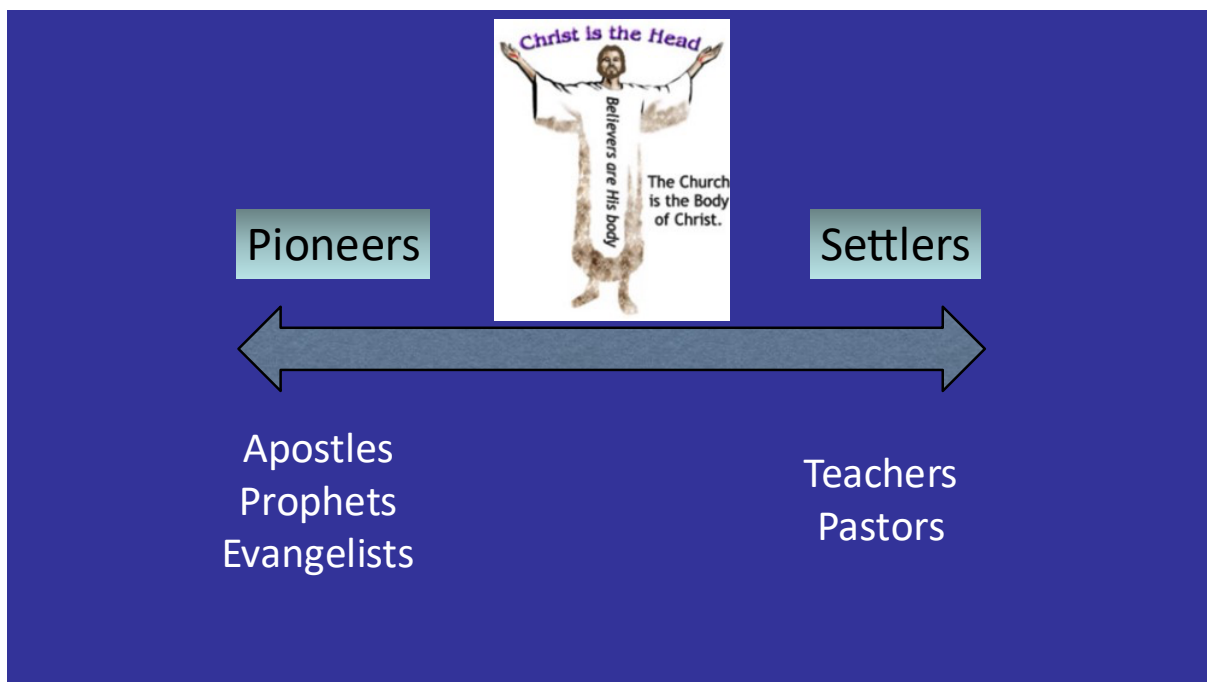 Christ is the Head
Believers are His body
The Church
is the Body
of Christ.
Pioneers
Settlers
Apostles
Prophets
Evangelists
Teachers
Pastors